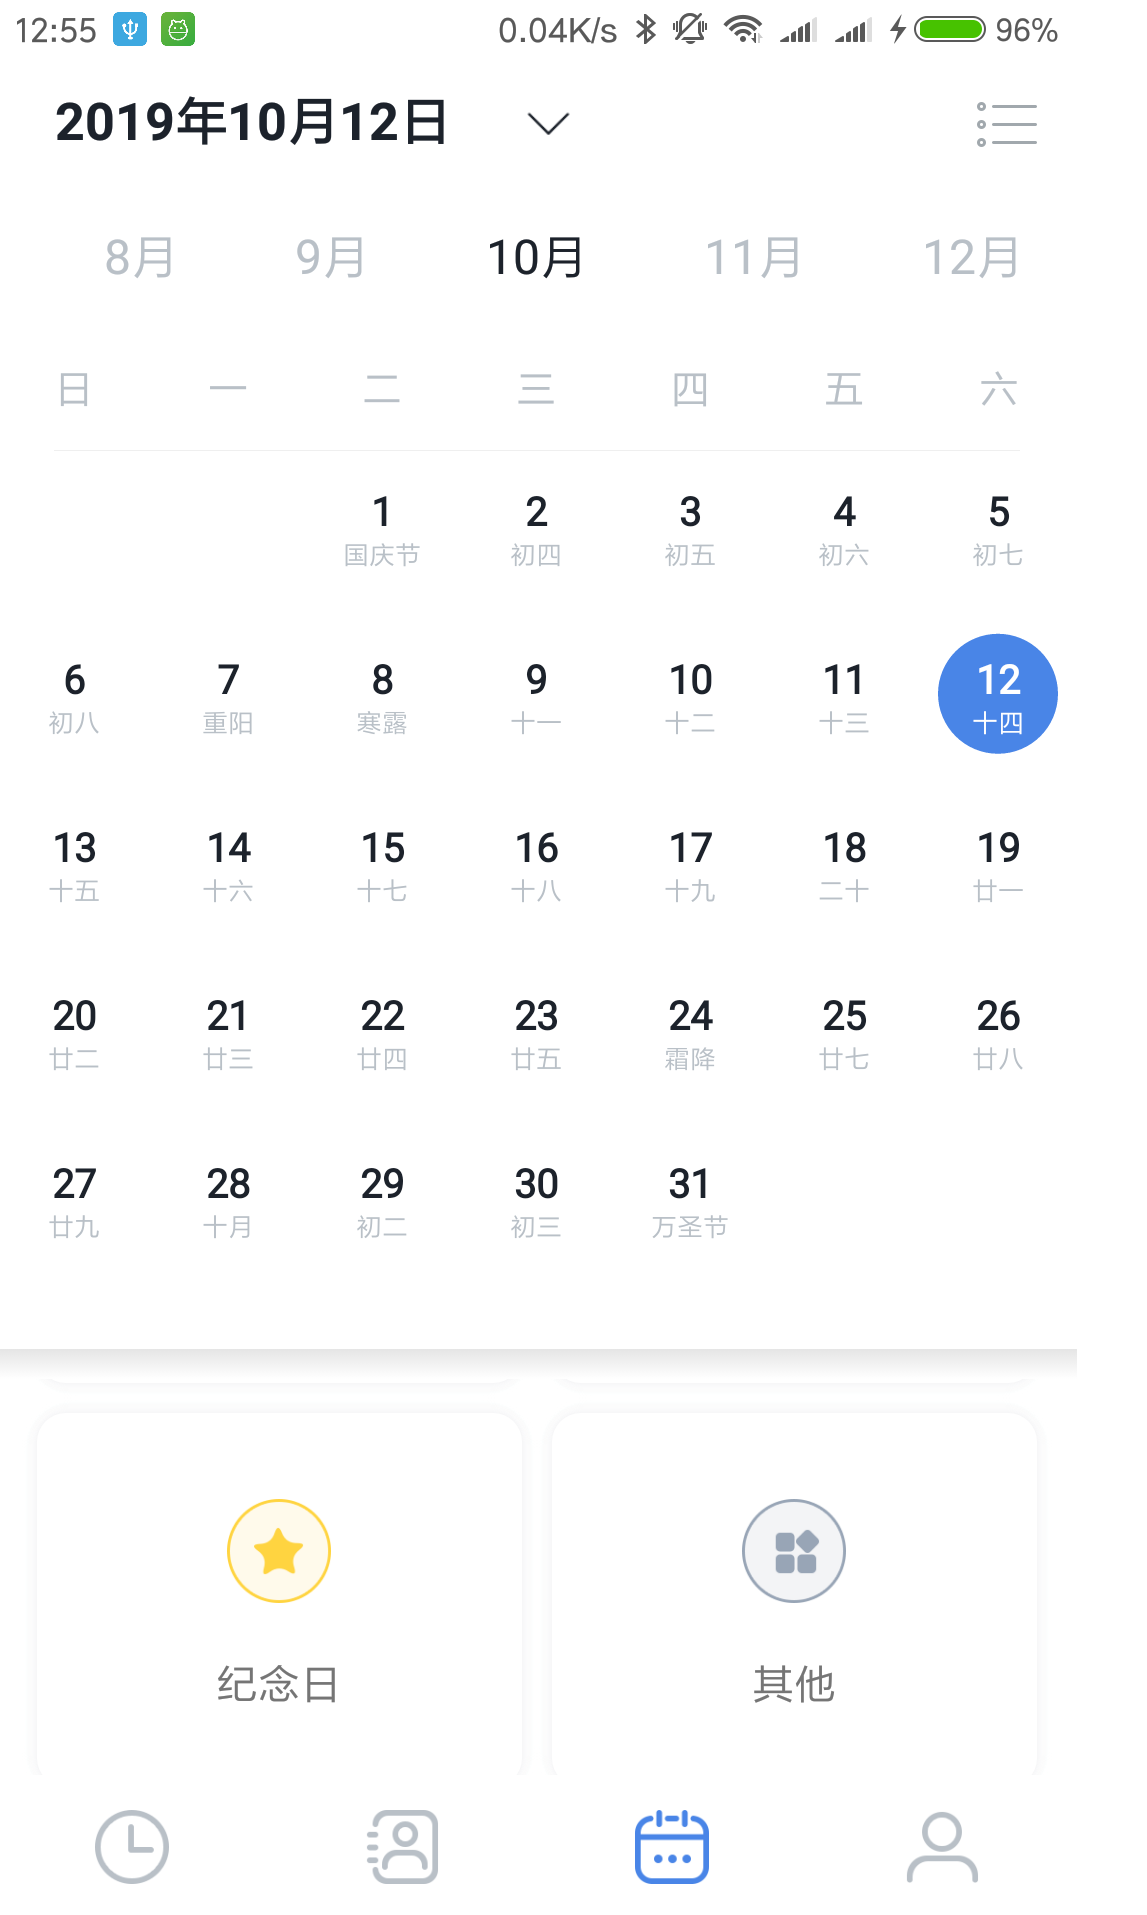 12:55 0.04K/s 96%
2019年10月12日
8月 9月 10月 11月 12月
日 一 二 三 四 五 六
1 2 3 4 5
国庆节 初四 初五 初六 初七
6 7 8 9 10 11 12
初八 重阳 寒露 十一 十二 十三 十四
13 14 15 16 17 18 19
十五 十六 十七 十八 十九 二十 廿一
20 21 22 23 24 25 26
廿二 廿三 廿四 廿五 霜降 廿七 廿八
27 28 29 30 31
廿九 十月 初二 初三 万圣节
纪念日 其他